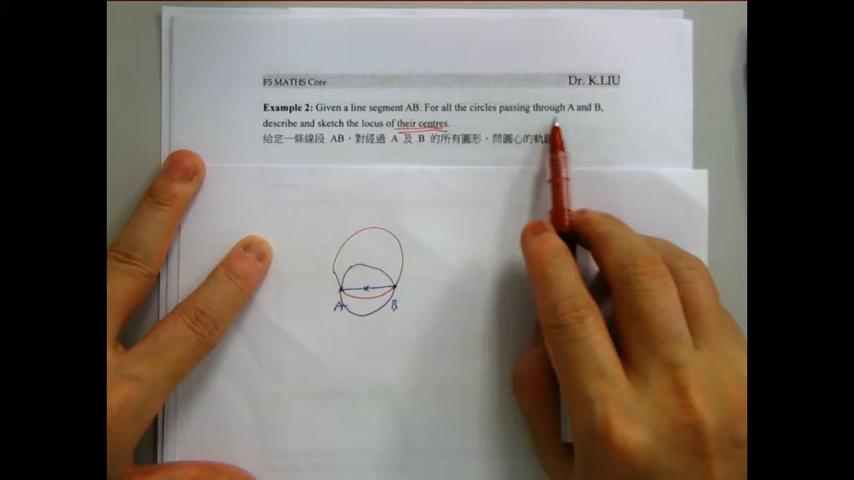 F5 MATHS Core Dr. K.LIU
Example 2: Given a line segment AB. For all the circles passing through A and B,
describe and sketch the locus of their centres.
給定一條線段 AB，對經過 A 及 B 的所有圓形，問圓心的軌
A B